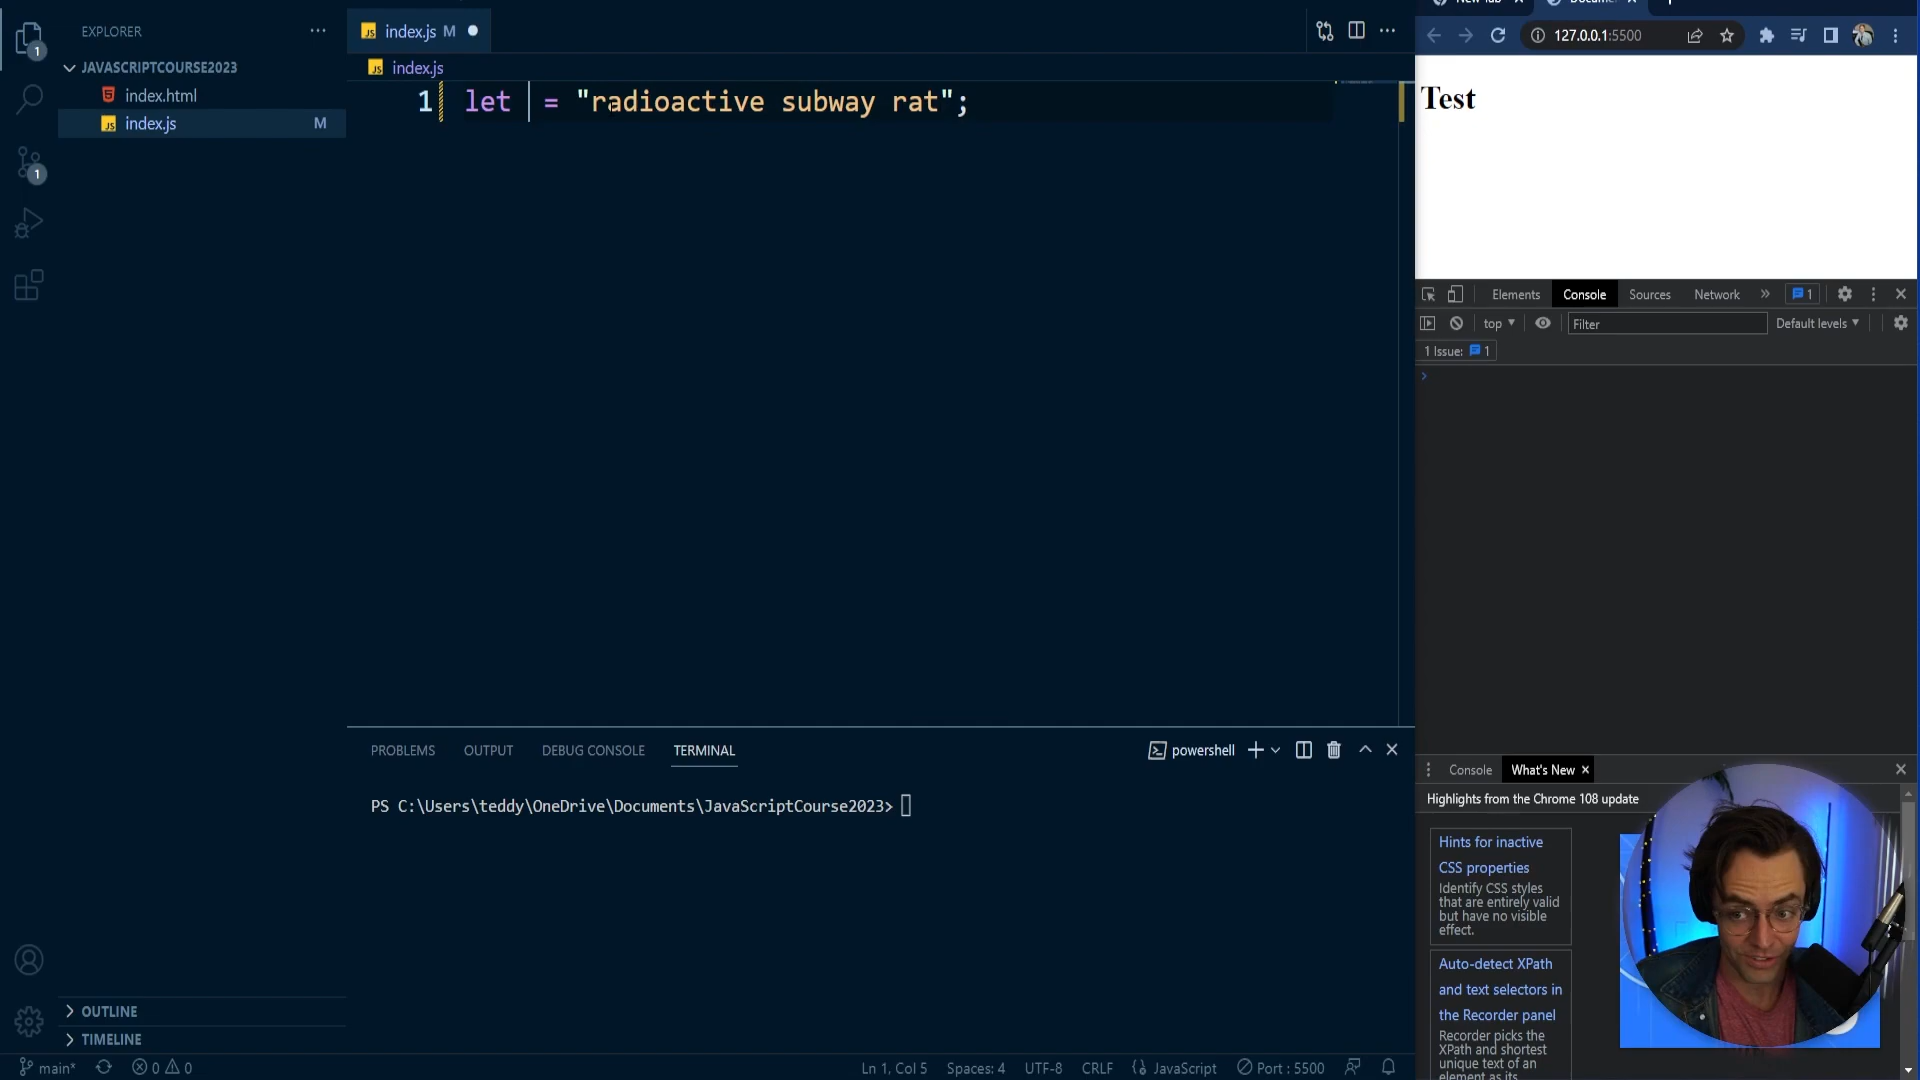 EXPLORER
JAVASCRIPTCOURSE2023
index.html
index.js M
1
1
index.js M
index.js
1 let = "radioactive subway rat";
PROBLEMS OUTPUT DEBUG CONSOLE TERMINAL
powershell
PS C:\Users\teddy\OneDrive\Documents\JavaScriptCourse2023>
OUTLINE
TIMELINE
main* 0 0
Ln 1, Col 5 Spaces: 4 UTF-8 CRLF JavaScript Port : 5500
127.0.0.1:5500
Test
Elements Console Sources Network » 1
top Filter Default levels
1 Issue: 1
Console What's New
Highlights from the Chrome 108 update
Hints for inactive
CSS properties
Identify CSS styles
that are entirely valid
but have no visible
effect.
Auto-detect XPath
and text selectors in
the Recorder panel
Recorder picks the
XPath and shortest
unique text of an
element as its